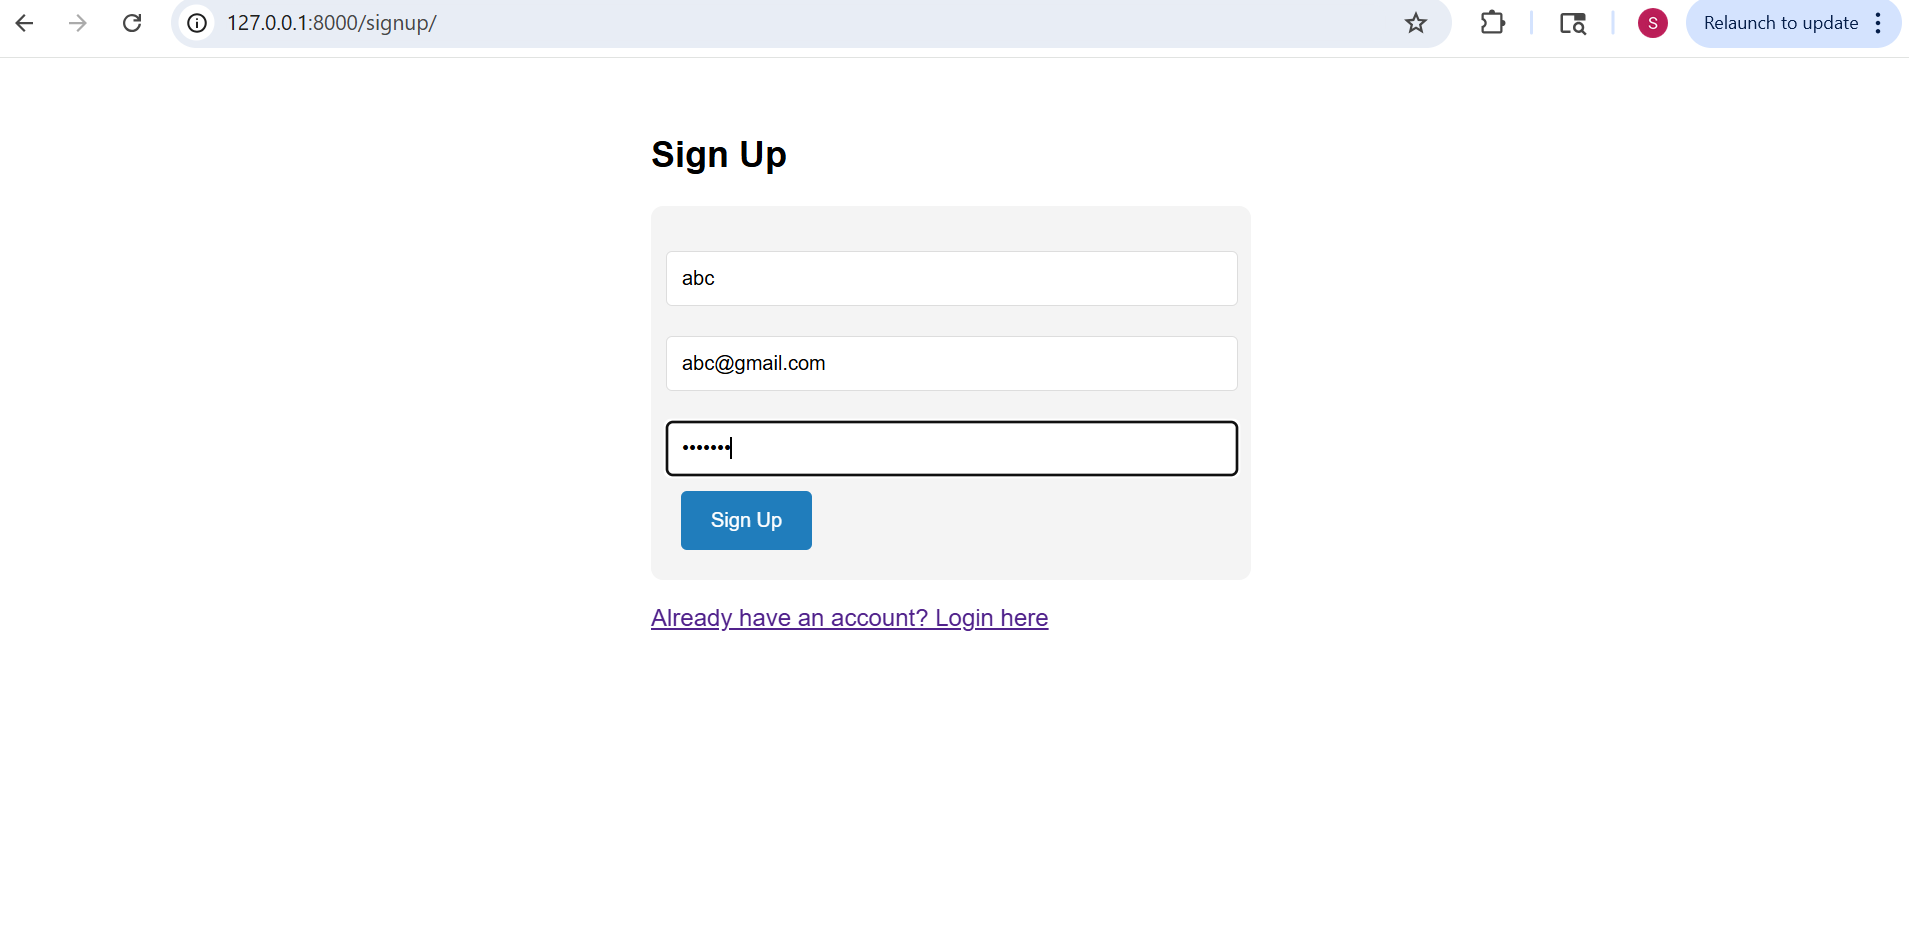 127.0.0.1:8000/signup/
S
Relaunch to update
Sign Up
abc
abc@gmail.com
•••••••
Sign Up
Already have an account? Login here